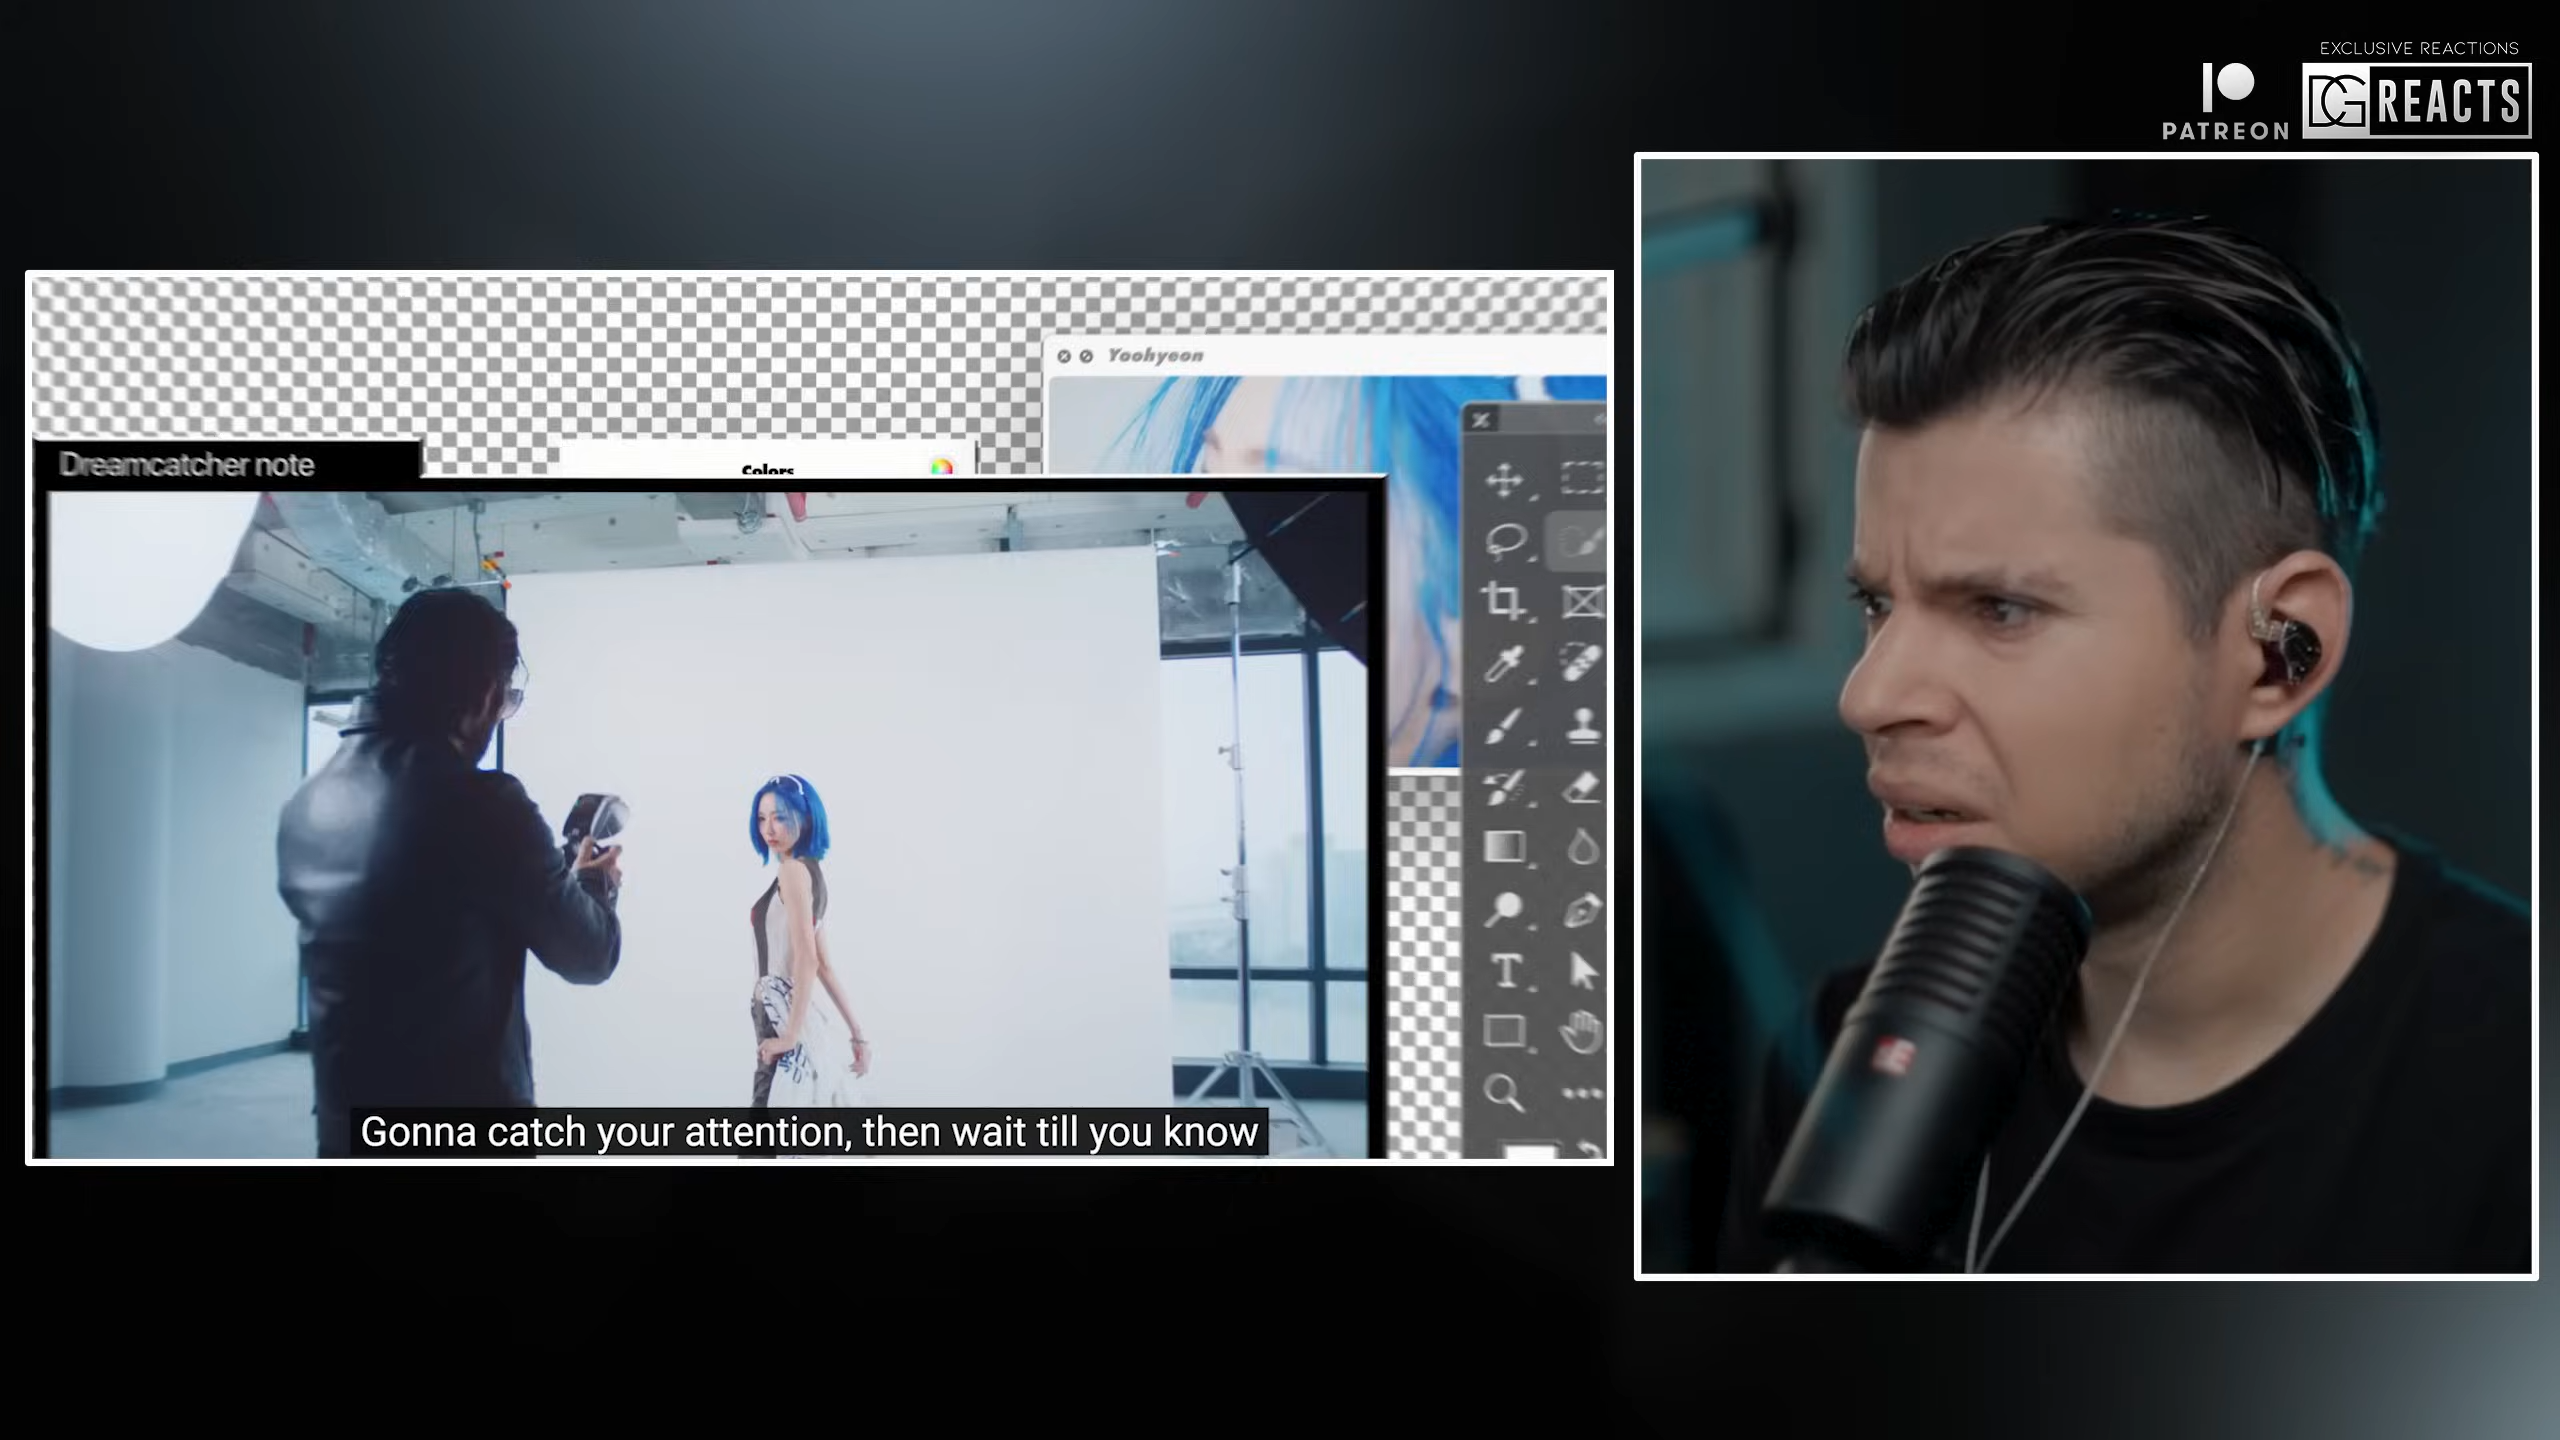 EXCLUSIVE REACTIONS
PATREON
DG REACTS
Yoohyeon
Dreamcatcher note
Colors
Gonna catch your attention, then wait till you know